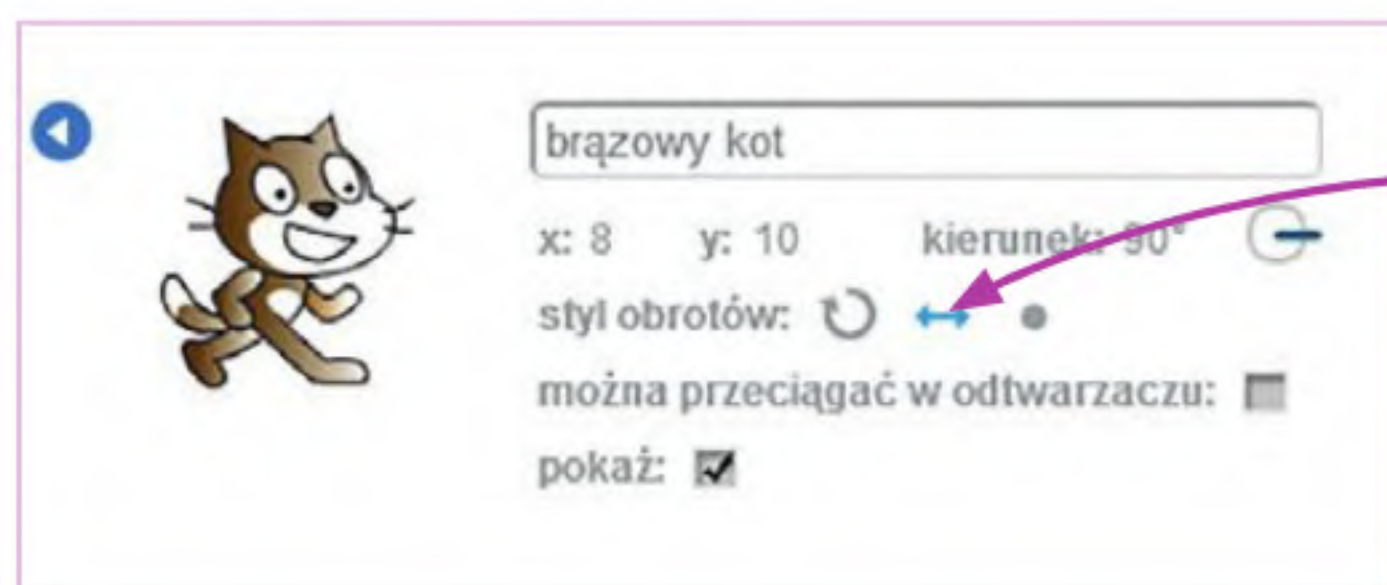 brązowy kot
x: 8 y: 10 kierunek: 90°
styl obrotów:
można przeciągać w odtwarzaczu:
pokaż: